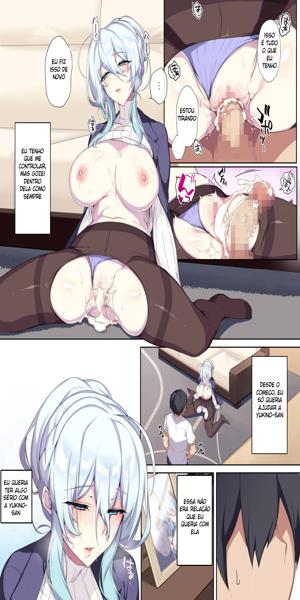 ISSO
É TUDO
O QUE
EU
TENHO
EU FIZ
ISSO DE
NOVO
...
ESTOU
TIRANDO
EU TENHO
QUE ME
CONTROLAR,
MAS GOZEI
DENTRO
DELA COMO
SEMPRE
DESDE O
COMEÇO, EU
SÓ QUERIA
AJUDAR A
YUKINO-SAN
EU QUERIA
TER ALGO
SÉRIO COM A
YUKINO-SAN
ESSA NÃO
ERA RELAÇÃO
QUE EU
QUERIA COM
ELA